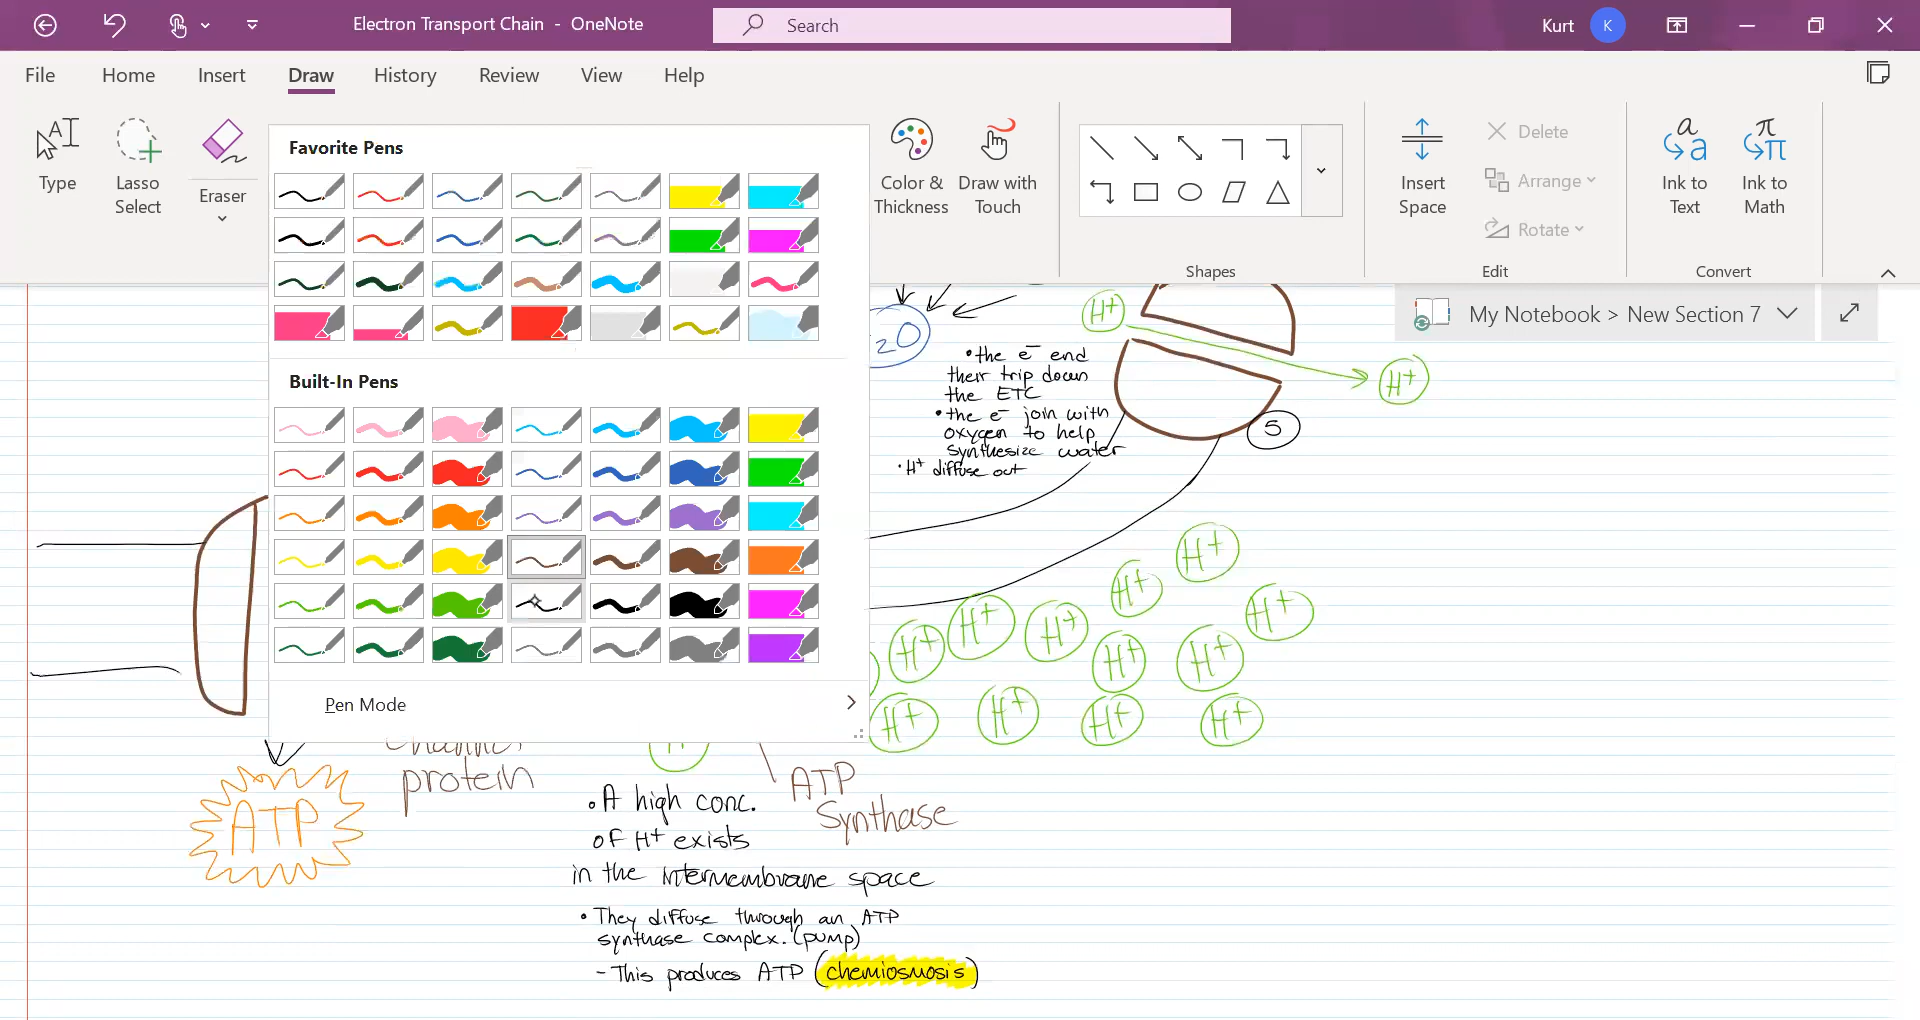 Electron Transport Chain - OneNote
Search
Kurt
K
File
Home
Insert
Draw
History
Review
View
Help
Type
Lasso
Select
Eraser
Favorite Pens
Built-In Pens
Pen Mode
Color &
Thickness
Draw with
Touch
Shapes
Insert
Space
Delete
Arrange
Rotate
Edit
Ink to
Text
Ink to
Math
Convert
My Notebook > New Section 7
H+
H+
2O
• the e- end
their trip down
the ETC
• the e- join with
oxygen to help
synthesize water
• H+ diffuse out
5
H+
H+
H+
H+
H+
H+
H+
H+
H+
H+
H+
H+
channel
protein
ATP
ATP
Synthase
• A high conc.
of H+ exists
in the intermembrane space
• They diffuse through an ATP
synthase complex. (pump)
- This produces ATP (chemiosmosis)